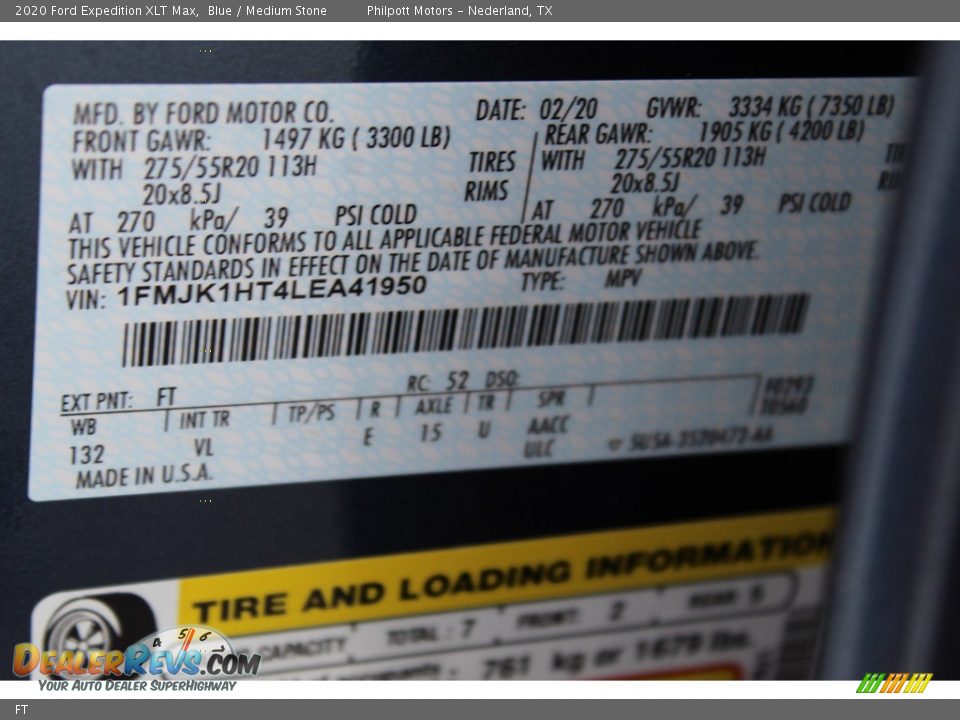 2020 Ford Expedition XLT Max, Blue / Medium Stone Philpott Motors - Nederland, TX
MFD. BY FORD MOTOR CO. DATE: 02/20 GVWR: 3334 KG ( 7350 LB)
FRONT GAWR: 1497 KG ( 3300 LB) REAR GAWR: 1905 KG ( 4200 LB)
WITH 275/55R20 113H TIRES WITH 275/55R20 113H
20x8.5J RIMS 20x8.5J
AT 270 kPa/ 39 PSI COLD AT 270 kPa/ 39 PSI COLD
THIS VEHICLE CONFORMS TO ALL APPLICABLE FEDERAL MOTOR VEHICLE
SAFETY STANDARDS IN EFFECT ON THE DATE OF MANUFACTURE SHOWN ABOVE.
VIN: 1FMJK1HT4LEA41950 TYPE: MPV
EXT PNT: FT RC: 52 DSO:
WB INT TR TP/PS R AXLE TR SPR
132 VL E 15 U AACC
ULC
MADE IN U.S.A.
TIRE AND LOADING INFORMATION
CAPACITY TOTAL : 7 FRONT: 2 REAR: 5
761 kg or 1679 lbs.
DEALERREVS.COM
YOUR AUTO DEALER SUPERHIGHWAY
FT